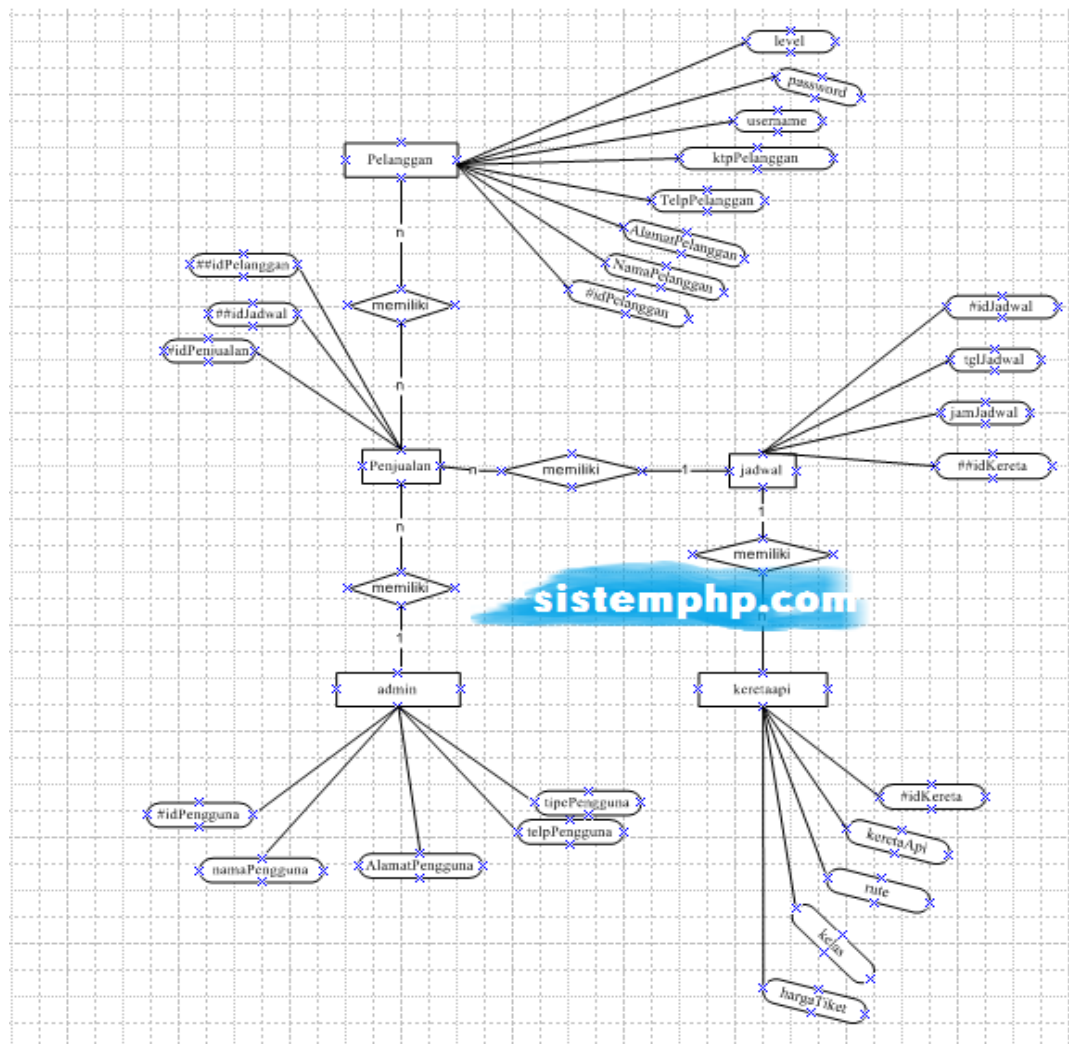 level
password
username
Pelanggan
ktpPelanggan
TelpPelanggan
AlamatPelanggan
n
##idPelanggan
NamaPelanggan
#idPelanggan
memiliki
#idJadwal
##idJadwal
#idPenjualan
tglJadwal
n
jamJadwal
Penjualan
n
memiliki
1
jadwal
##idKereta
1
n
memiliki
memiliki
sistemphp.com
n
1
admin
keretaapi
#idKereta
tipePengguna
#idPengguna
telpPengguna
keretaApi
AlamatPengguna
namaPengguna
rute
kelas
hargaTiket